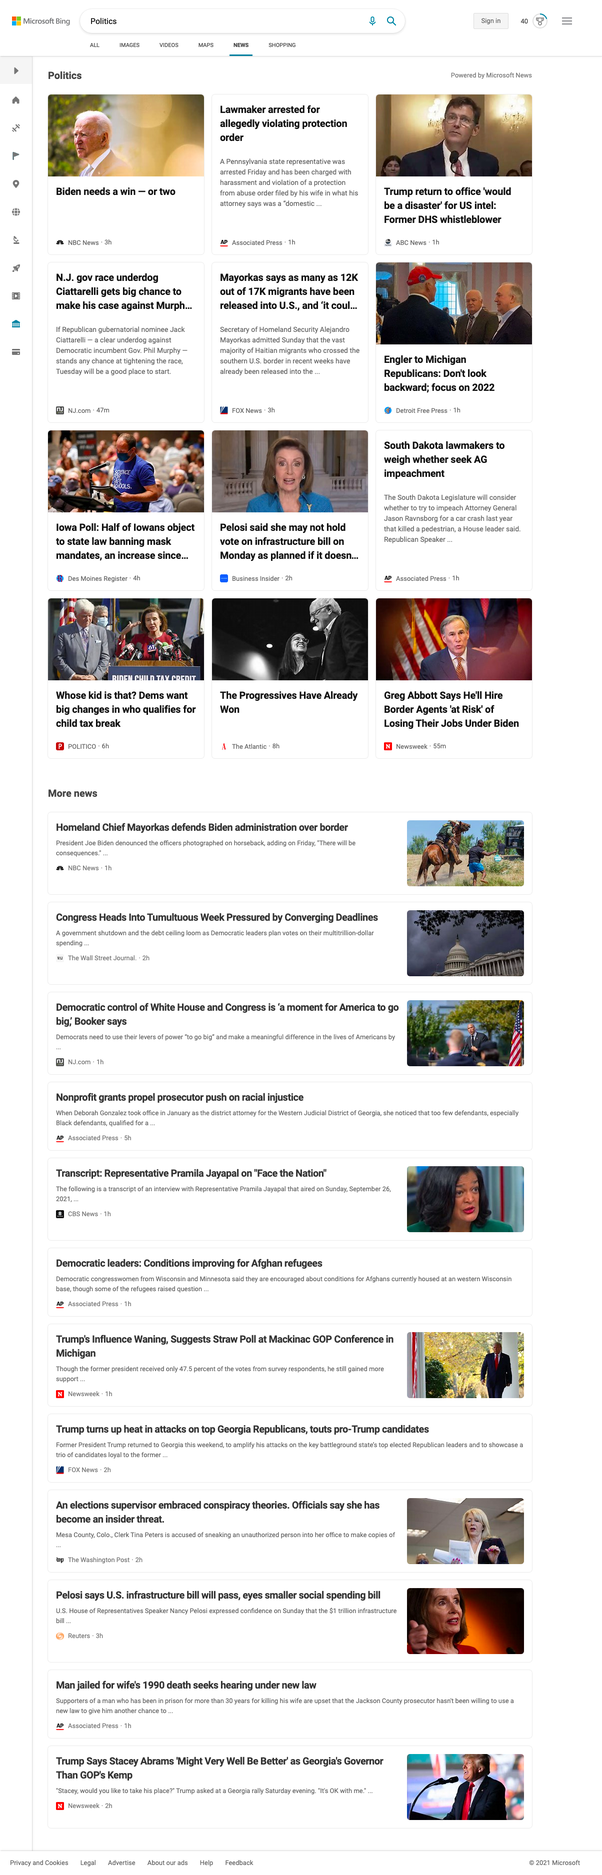 Microsoft Bing
Politics
Sign in
40
ALL
IMAGES
VIDEOS
MAPS
NEWS
SHOPPING
Politics
Powered by Microsoft News
Biden needs a win — or two
NBC News · 3h
Lawmaker arrested for
allegedly violating protection
order
A Pennsylvania state representative was
arrested Friday and has been charged with
harassment and violation of a protection
from abuse order filed by his wife in what his
attorney says was a "domestic ...
AP Associated Press · 1h
Trump return to office 'would
be a disaster' for US intel:
Former DHS whistleblower
ABC News · 1h
N.J. gov race underdog
Ciattarelli gets big chance to
make his case against Murph...
If Republican gubernatorial nominee Jack
Ciattarelli — a clear underdog against
Democratic incumbent Gov. Phil Murphy —
stands any chance at tightening the race,
Tuesday will be a good place to start.
NJ.com · 47m
Mayorkas says as many as 12K
out of 17K migrants have been
released into U.S., and 'it coul...
Secretary of Homeland Security Alejandro
Mayorkas admitted Sunday that the vast
majority of Haitian migrants who crossed the
southern U.S. border in recent weeks have
already been released into the ...
FOX News · 3h
Engler to Michigan
Republicans: Don't look
backward; focus on 2022
Detroit Free Press · 1h
Iowa Poll: Half of Iowans object
to state law banning mask
mandates, an increase since...
Des Moines Register · 4h
Pelosi said she may not hold
vote on infrastructure bill on
Monday as planned if it doesn...
Business Insider · 2h
South Dakota lawmakers to
weigh whether seek AG
impeachment
The South Dakota Legislature will consider
whether to try to impeach Attorney General
Jason Ravnsborg for a car crash last year
that killed a pedestrian, a House leader said.
Republican Speaker ...
AP Associated Press · 1h
BIDEN CHILD TAX CREDIT
Whose kid is that? Dems want
big changes in who qualifies for
child tax break
POLITICO · 6h
The Progressives Have Already
Won
The Atlantic · 8h
Greg Abbott Says He'll Hire
Border Agents 'at Risk' of
Losing Their Jobs Under Biden
Newsweek · 55m
More news
Homeland Chief Mayorkas defends Biden administration over border
President Joe Biden denounced the officers photographed on horseback, adding on Friday, "There will be
consequences." ...
NBC News · 1h
Congress Heads Into Tumultuous Week Pressured by Converging Deadlines
A government shutdown and the debt ceiling loom as Democratic leaders plan votes on their multitrillion-dollar
spending ...
The Wall Street Journal. · 2h
Democratic control of White House and Congress is 'a moment for America to go
big,' Booker says
Democrats need to use their levers of power "to go big" and make a meaningful difference in the lives of Americans by
...
NJ.com · 1h
Nonprofit grants propel prosecutor push on racial injustice
When Deborah Gonzalez took office in January as the district attorney for the Western Judicial District of Georgia, she noticed that too few defendants, especially
Black defendants, qualified for a ...
AP Associated Press · 5h
Transcript: Representative Pramila Jayapal on "Face the Nation"
The following is a transcript of an interview with Representative Pramila Jayapal that aired on Sunday, September 26,
2021, ...
CBS News · 1h
Democratic leaders: Conditions improving for Afghan refugees
Democratic congresswomen from Wisconsin and Minnesota said they are encouraged about conditions for Afghans currently housed at an western Wisconsin
base, though some of the refugees raised question ...
AP Associated Press · 1h
Trump's Influence Waning, Suggests Straw Poll at Mackinac GOP Conference in
Michigan
Though the former president received only 47.5 percent of the votes from survey respondents, he still gained more
support ...
Newsweek · 1h
Trump turns up heat in attacks on top Georgia Republicans, touts pro-Trump candidates
Former President Trump returned to Georgia this weekend, to amplify his attacks on the key battleground state's top elected Republican leaders and to showcase a
trio of candidates loyal to the former ...
FOX News · 2h
An elections supervisor embraced conspiracy theories. Officials say she has
become an insider threat.
Mesa County, Colo., Clerk Tina Peters is accused of sneaking an unauthorized person into her office to make copies of
...
The Washington Post · 2h
Pelosi says U.S. infrastructure bill will pass, eyes smaller social spending bill
U.S. House of Representatives Speaker Nancy Pelosi expressed confidence on Sunday that the $1 trillion infrastructure
bill ...
Reuters · 3h
Man jailed for wife's 1990 death seeks hearing under new law
Supporters of a man who has been in prison for more than 30 years for killing his wife are upset that the Jackson County prosecutor hasn't been willing to use a
new law to give him another chance to ...
AP Associated Press · 1h
Trump Says Stacey Abrams 'Might Very Well Be Better' as Georgia's Governor
Than GOP's Kemp
"Stacey, would you like to take his place?" Trump asked at a Georgia rally Saturday evening. "It's OK with me." ...
Newsweek · 2h
Privacy and Cookies
Legal
Advertise
About our ads
Help
Feedback
© 2021 Microsoft